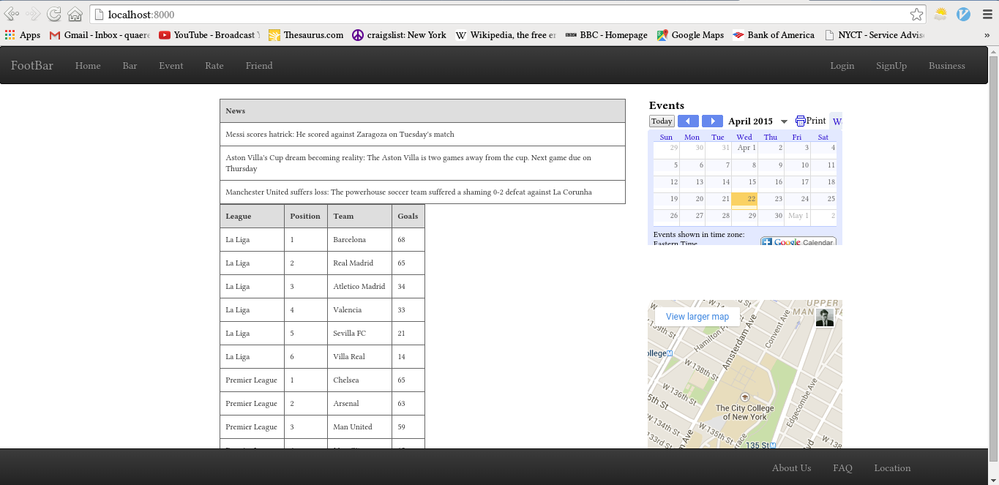 localhost:8000
Apps Gmail - Inbox - quaere YouTube - Broadcast Thesaurus.com craigslist: New York Wikipedia, the free er BBC - Homepage Google Maps Bank of America NYCT - Service Advis »
FootBar Home Bar Event Rate Friend Login SignUp Business
News
Messi scores hatrick: He scored against Zaragoza on Tuesday's match
Aston Villa's Cup dream becoming reality: The Aston Villa is two games away from the cup. Next game due on
Thursday
Manchester United suffers loss: The powerhouse soccer team suffered a shaming 0-2 defeat against La Corunha
League Position Team Goals
La Liga 1 Barcelona 68
La Liga 2 Real Madrid 65
La Liga 3 Atletico Madrid 34
La Liga 4 Valencia 33
La Liga 5 Sevilla FC 21
La Liga 6 Villa Real 14
Premier League 1 Chelsea 65
Premier League 2 Arsenal 63
Premier League 3 Man United 59
Events
Today April 2015 Print W
Sun Mon Tue Wed Thu Fri Sat
29 30 31 Apr 1 2 3 4
5 6 7 8 9 10 11
12 13 14 15 16 17 18
19 20 21 22 23 24 25
26 27 28 29 30 May 1 2
Events shown in time zone:
Eastern Time
Google Calendar
UPPER
MANHATTA
View larger map
139th St
Hamilton Pl
Amsterdam Ave
Convent Ave
ollege
W 138th St
W 136th St
5th St
The City College
of New York
Edgecombe Ave
W 135th St
W 134th St
133rd St
135 St
W 138
About Us FAQ Location